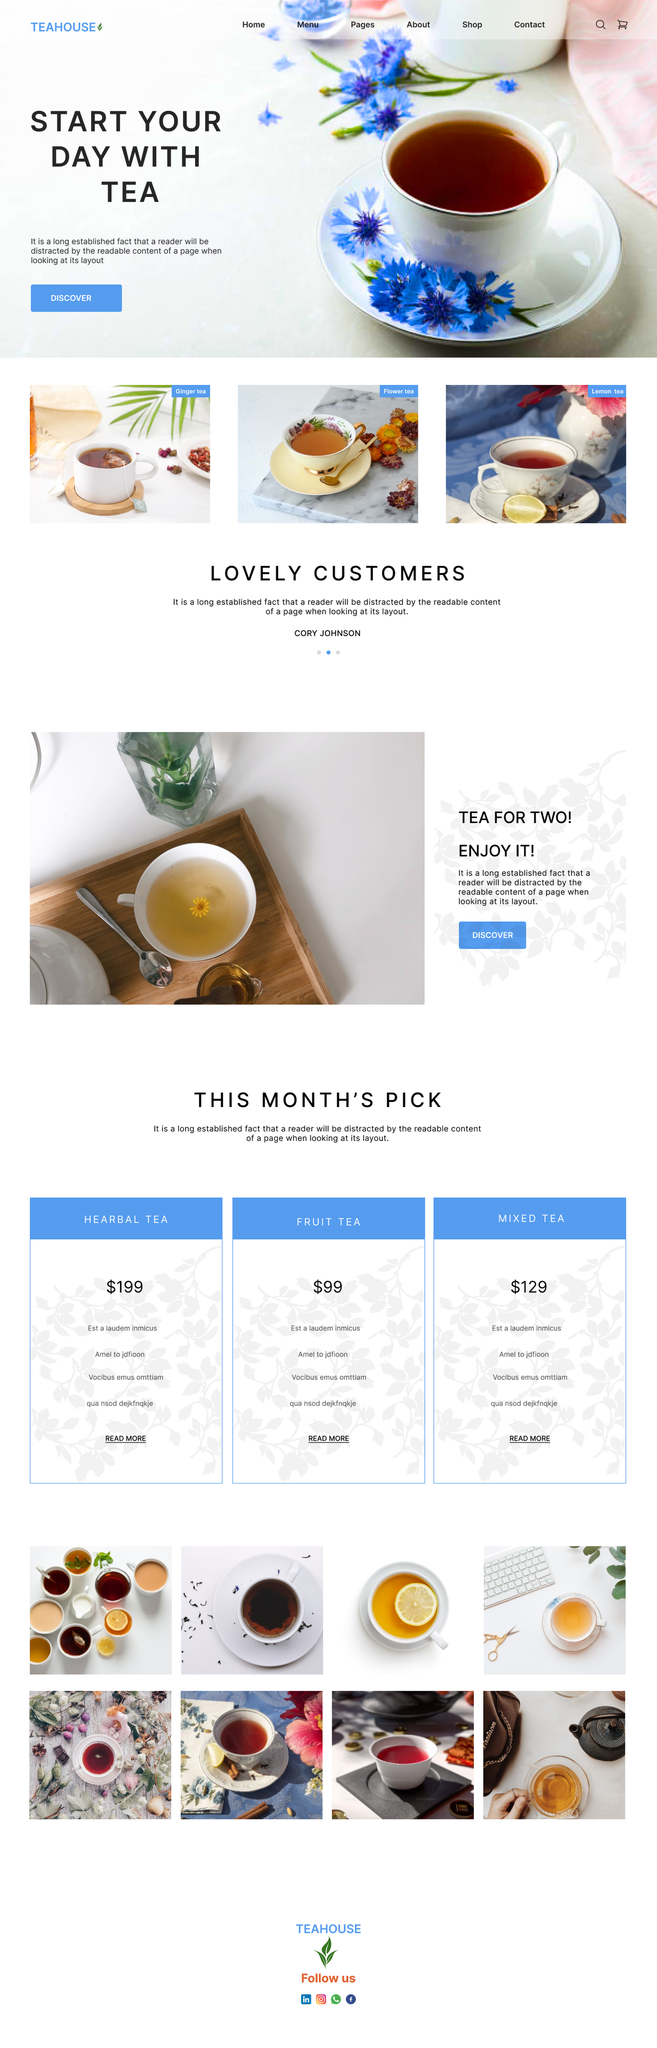 TEAHOUSE
Home Menu Pages About Shop Contact
START YOUR
DAY WITH
TEA
It is a long established fact that a reader will be
distracted by the readable content of a page when
looking at its layout
DISCOVER
Ginger tea
Flower tea
Lemon tea
LOVELY CUSTOMERS
It is a long established fact that a reader will be distracted by the readable content
of a page when looking at its layout.
CORY JOHNSON
TEA FOR TWO!
ENJOY IT!
It is a long established fact that a
reader will be distracted by the
readable content of a page when
looking at its layout.
DISCOVER
THIS MONTH’S PICK
It is a long established fact that a reader will be distracted by the readable content
of a page when looking at its layout.
HEARBAL TEA
$199
Est a laudem inmicus
Amel to jdfioon
Vocibus emus omttiam
qua nsod dejkfnqkje
READ MORE
FRUIT TEA
$99
Est a laudem inmicus
Amel to jdfioon
Vocibus emus omttiam
qua nsod dejkfnqkje
READ MORE
MIXED TEA
$129
Est a laudem inmicus
Amel to jdfioon
Vocibus emus omttiam
qua nsod dejkfnqkje
READ MORE
TEAHOUSE
Follow us